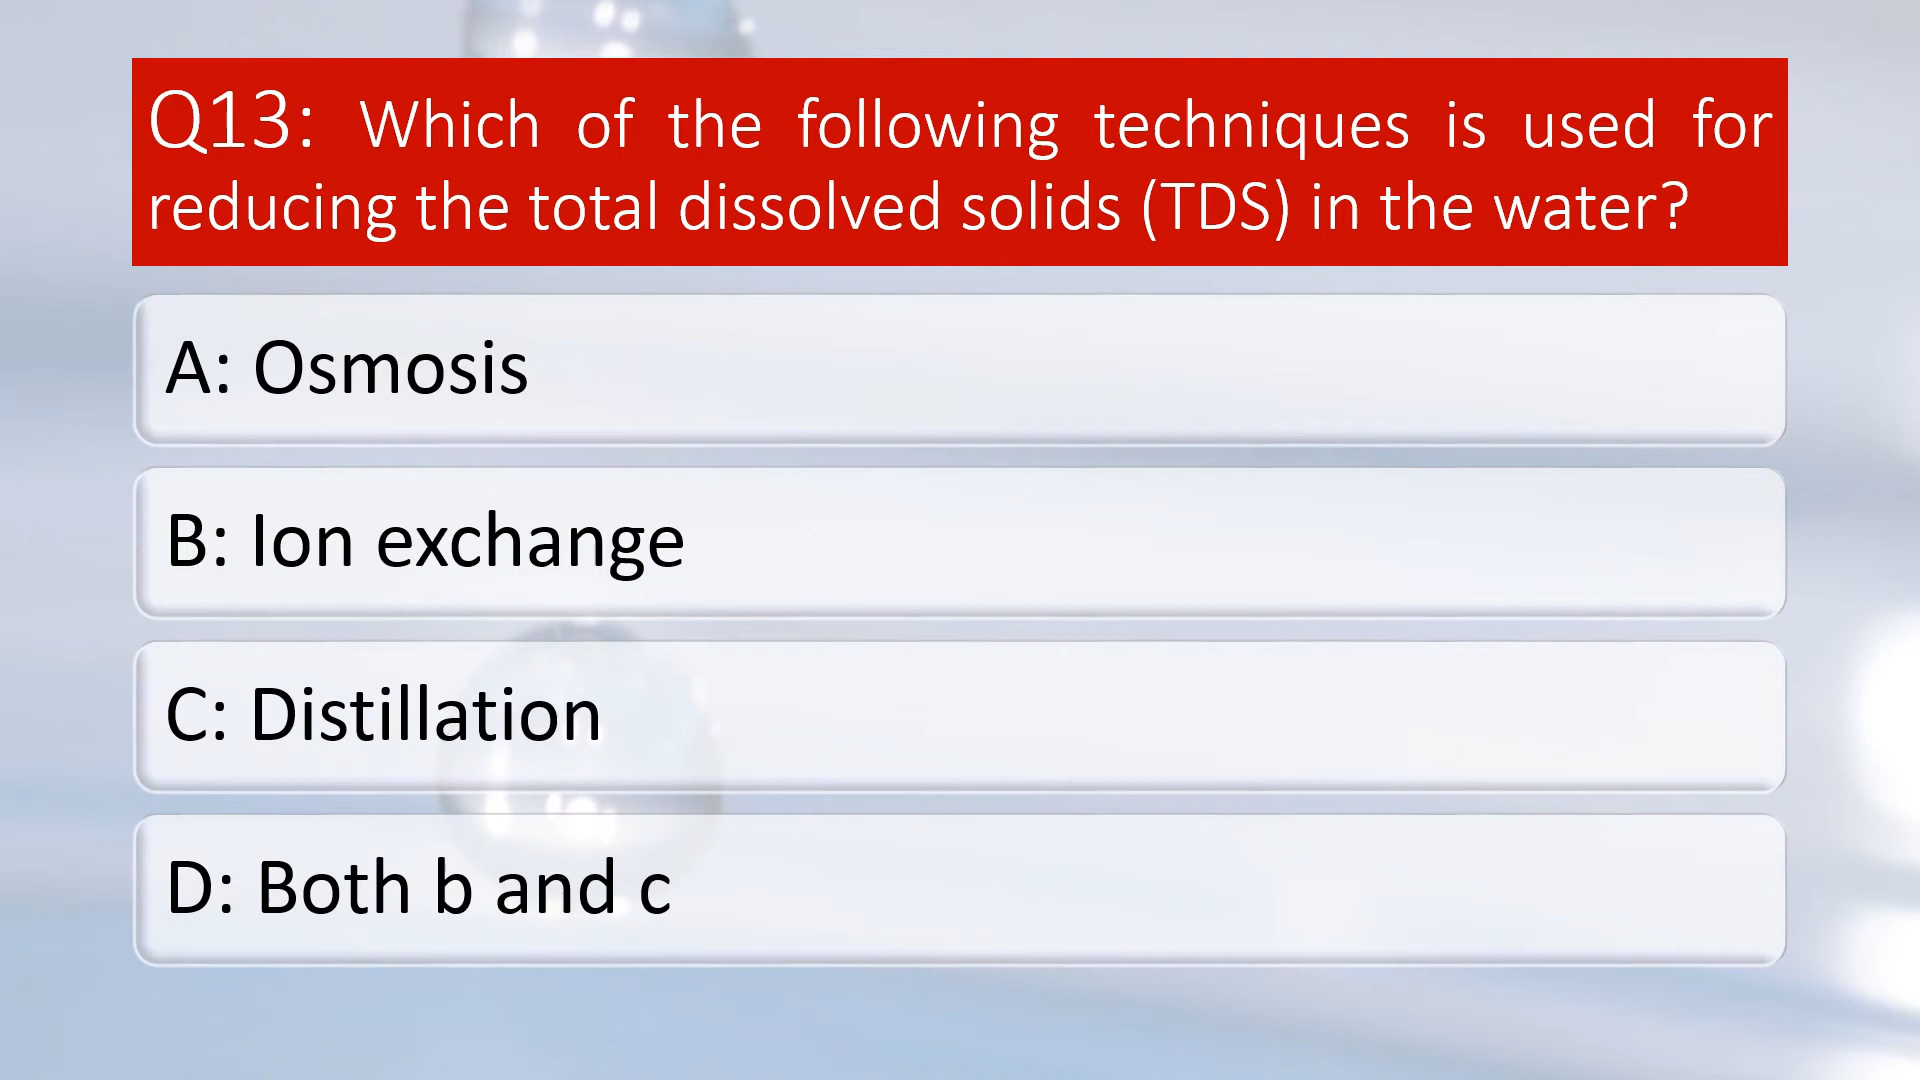 Q13: Which of the following techniques is used for
reducing the total dissolved solids (TDS) in the water?
A: Osmosis
B: Ion exchange
C: Distillation
D: Both b and c